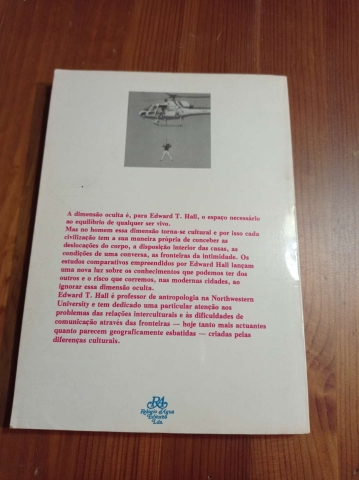 A dimensão oculta é, para Edward T. Hall, o espaço necessário
ao equilíbrio de qualquer ser vivo.
Mas no homem essa dimensão torna-se cultural e por isso cada
civilização tem a sua maneira própria de conceber as
deslocações do corpo, a disposição interior das casas, as
condições de uma conversa, as fronteiras da intimidade. Os
estudos comparativos empreendidos por Edward Hall lançam
uma nova luz sobre os conhecimentos que podemos ter dos
outros e o risco que corremos, nas modernas cidades, ao
ignorar essa dimensão oculta.
Edward T. Hall é professor de antropologia na Northwestern
University e tem dedicado uma particular atenção aos
problemas das relações interculturais e às dificuldades de
comunicação através das fronteiras — hoje tanto mais actuantes
quanto parecem geograficamente esbatidas — criadas pelas
diferenças culturais.
RA
Relógio d'Água
Editores
Lda.